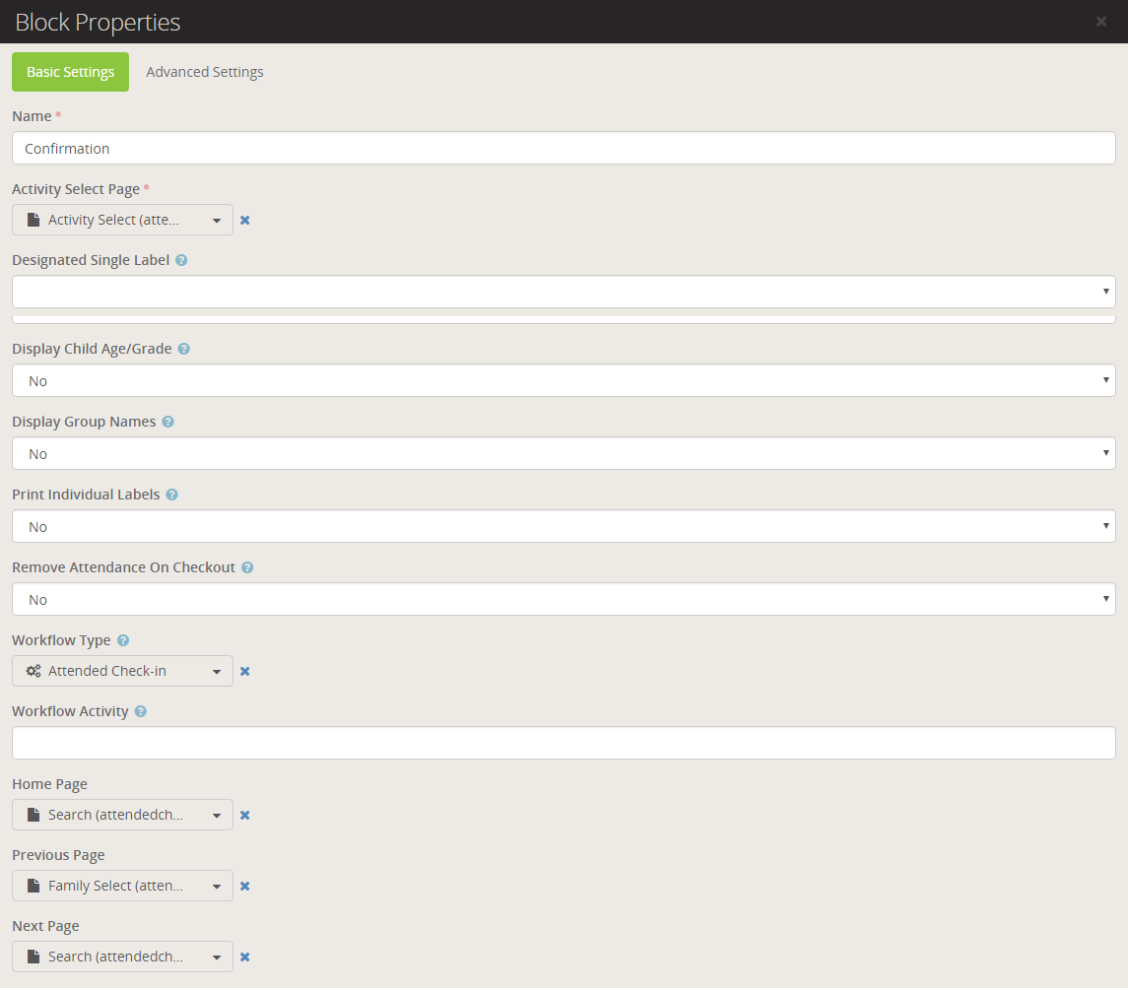 Block Properties
Basic Settings Advanced Settings
Name *
Confirmation
Activity Select Page *
Activity Select (atte...
Designated Single Label
Display Child Age/Grade
No
Display Group Names
No
Print Individual Labels
No
Remove Attendance On Checkout
No
Workflow Type
Attended Check-in
Workflow Activity
Home Page
Search (attendedch...
Previous Page
Family Select (atten...
Next Page
Search (attendedch...